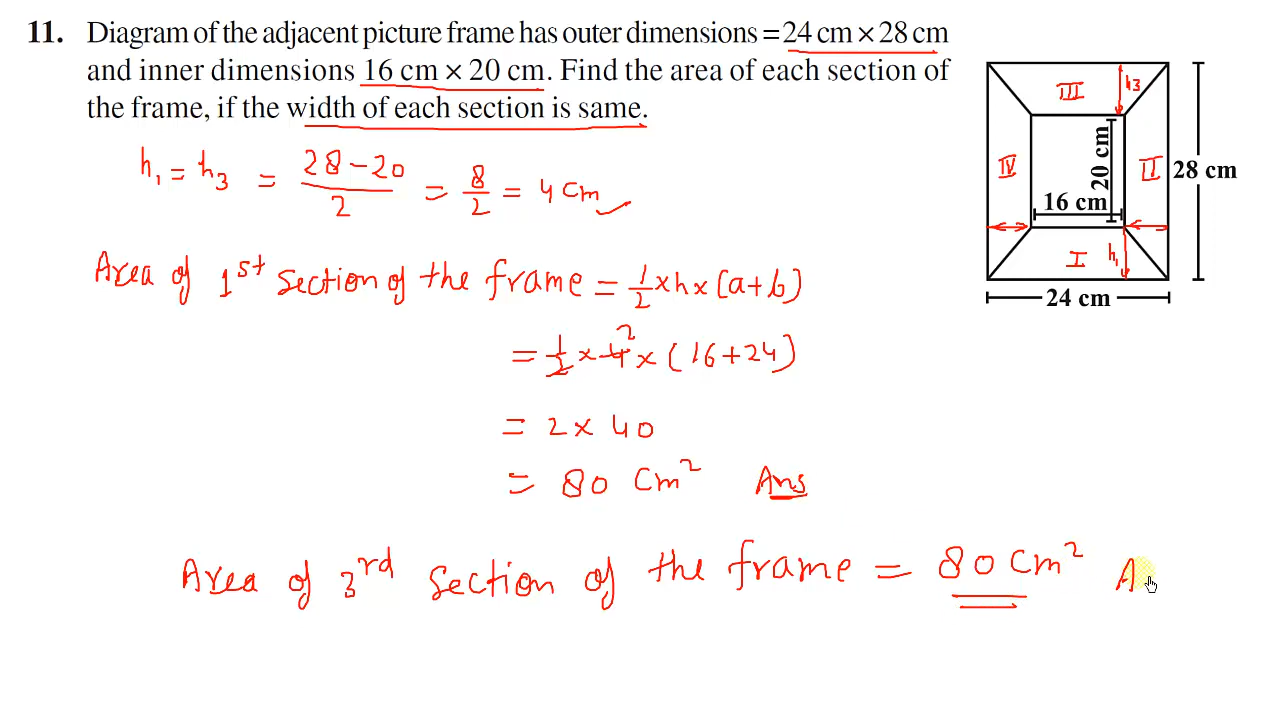 11. Diagram of the adjacent picture frame has outer dimensions = 24 cm × 28 cm
and inner dimensions 16 cm × 20 cm. Find the area of each section of
the frame, if the width of each section is same.
h₁ = h₃ = 28-20/2 = 8/2 = 4 cm
Area of 1st Section of the frame = 1/2 × h × (a+b)
= 1/2 × 4 2 × (16+24)
= 2 × 40
= 80 Cm² Ans
Area of 3rd Section of the frame = 80 Cm² A
III
h3
IV
20 cm
II
28 cm
16 cm
I
h₁
24 cm